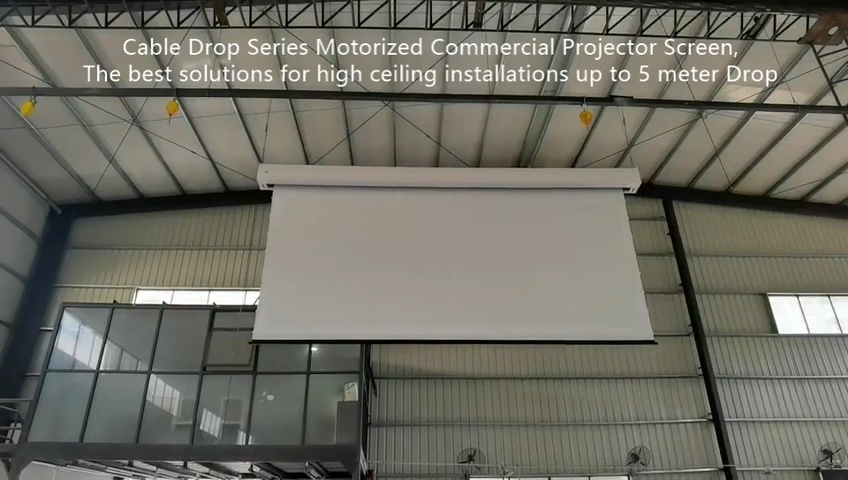 Cable Drop Series Motorized Commercial Projector Screen,
The best solutions for high ceiling installations up to 5 meter Drop